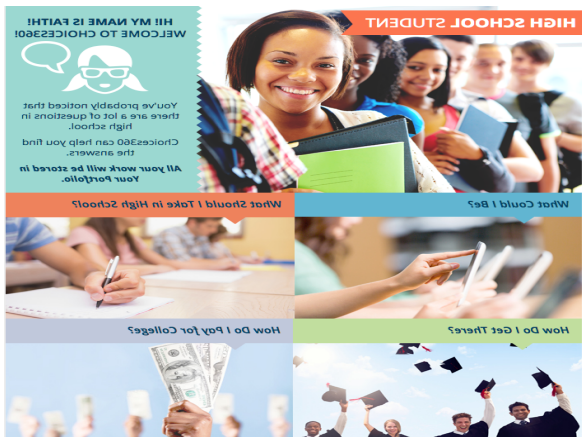 HIGH SCHOOL STUDENT
HI! MY NAME IS FAITH!
WELCOME TO CHOICES360!
You've probably noticed that
there are a lot of questions in
high school.
Choices360 can help you find
the answers.
All your work will be stored in
Your Portfolio.
What Could I Be?
What Should I Take in High School?
How Do I Get There?
How Do I Pay for College?